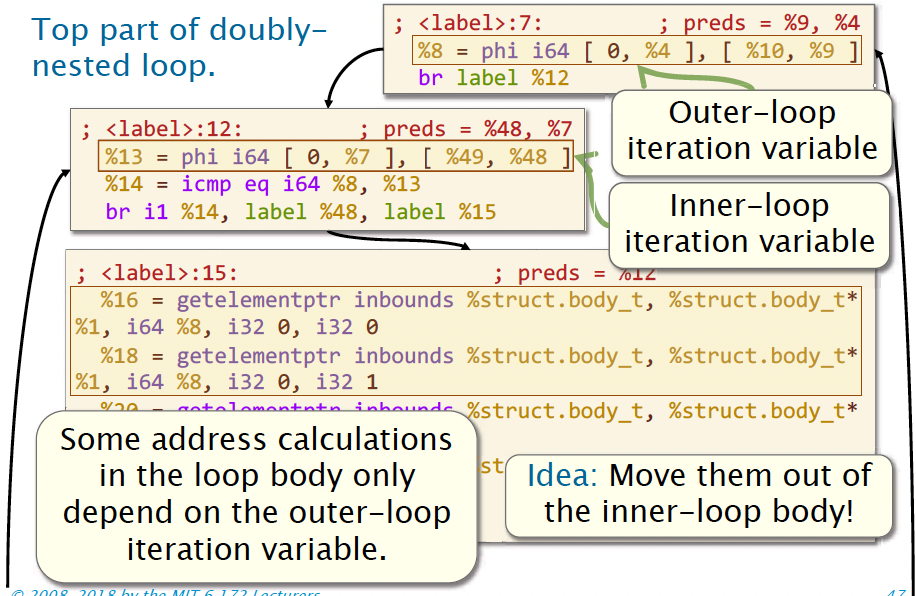 Top part of doubly-
nested loop.
; <label>:7: ; preds = %9, %4
%8 = phi i64 [ 0, %4 ], [ %10, %9 ]
br label %12
Outer-loop
iteration variable
; <label>:12: ; preds = %48, %7
%13 = phi i64 [ 0, %7 ], [ %49, %48 ]
%14 = icmp eq i64 %8, %13
br i1 %14, label %48, label %15
Inner-loop
iteration variable
; <label>:15: ; preds = %12
%16 = getelementptr inbounds %struct.body_t, %struct.body_t*
%1, i64 %8, i32 0, i32 0
%18 = getelementptr inbounds %struct.body_t, %struct.body_t*
%1, i64 %8, i32 0, i32 1
%20 = getelementptr inbounds %struct.body_t, %struct.body_t*
Some address calculations
in the loop body only
depend on the outer-loop
iteration variable.
Idea: Move them out of
the inner-loop body!
© 2008–2018 by the MIT 6.172 Lecturers
47